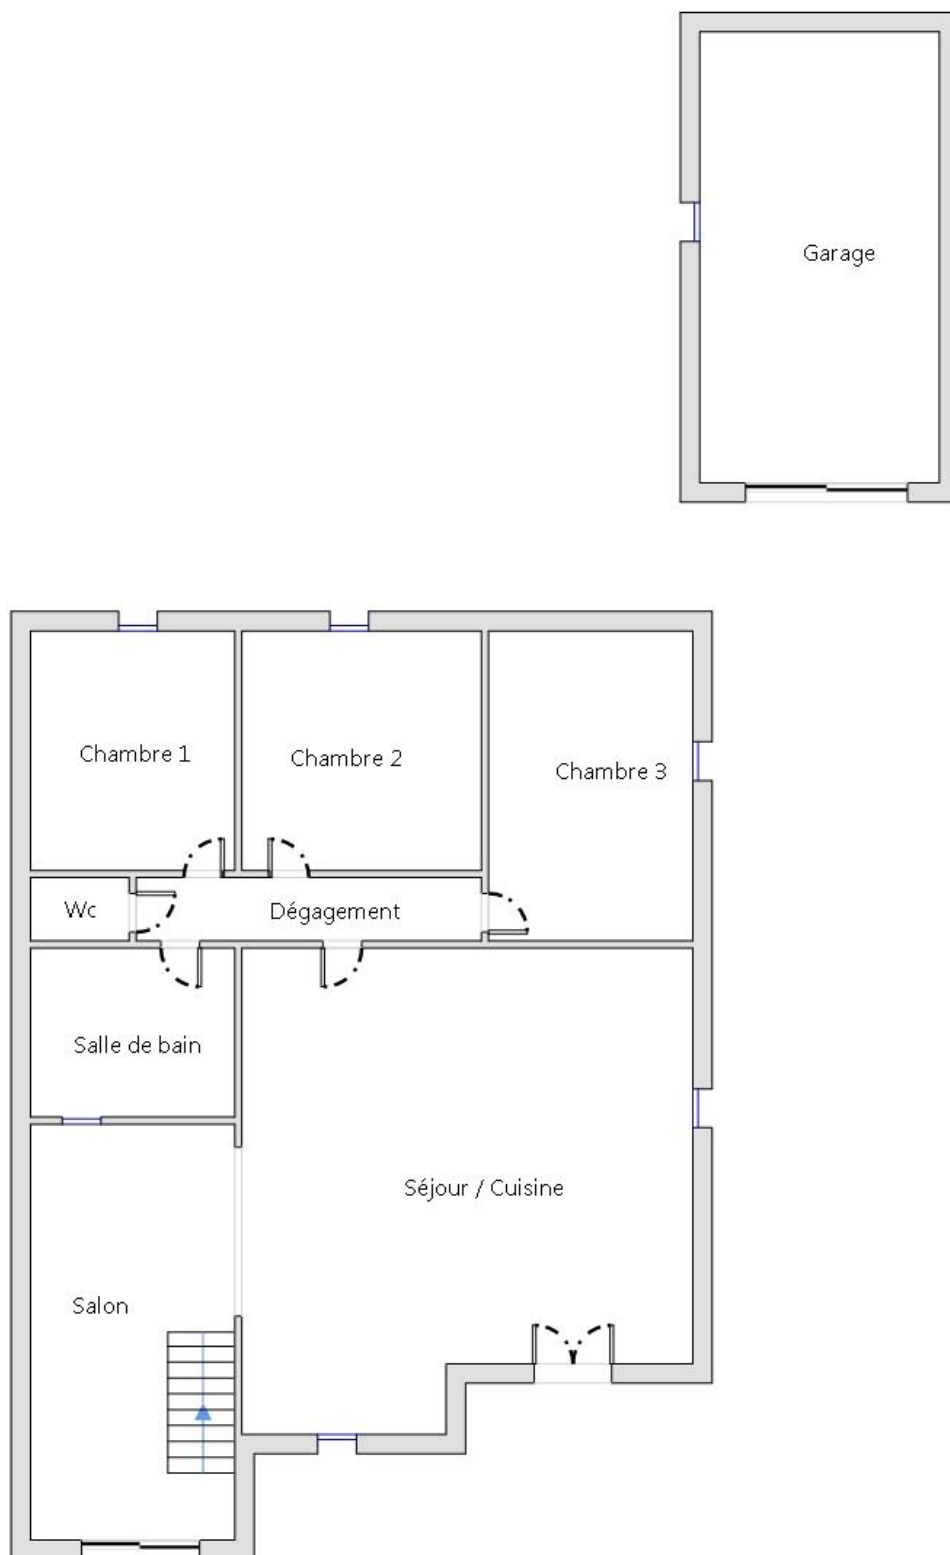 Garage
Chambre 1
Chambre 2
Chambre 3
Wc
Dégagement
Salle de bain
Séjour / Cuisine
Salon